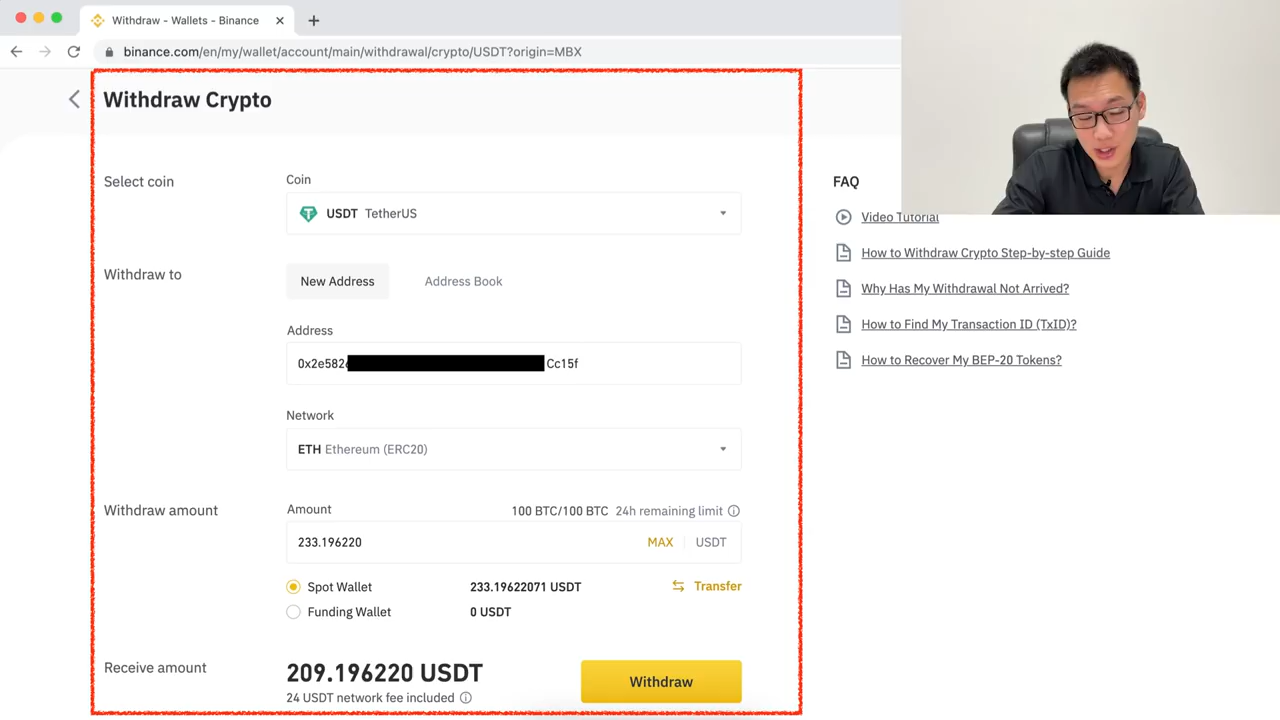 Withdraw - Wallets - Binance
binance.com/en/my/wallet/account/main/withdrawal/crypto/USDT?origin=MBX
Withdraw Crypto
Select coin
Coin
USDT TetherUS
Withdraw to
New Address Address Book
Address
0x2e582 Cc15f
Network
ETH Ethereum (ERC20)
Withdraw amount
Amount 100 BTC/100 BTC 24h remaining limit
233.196220 MAX USDT
Spot Wallet 233.19622071 USDT Transfer
Funding Wallet 0 USDT
Receive amount
209.196220 USDT
24 USDT network fee included
Withdraw
FAQ
Video Tutorial
How to Withdraw Crypto Step-by-step Guide
Why Has My Withdrawal Not Arrived?
How to Find My Transaction ID (TxID)?
How to Recover My BEP-20 Tokens?